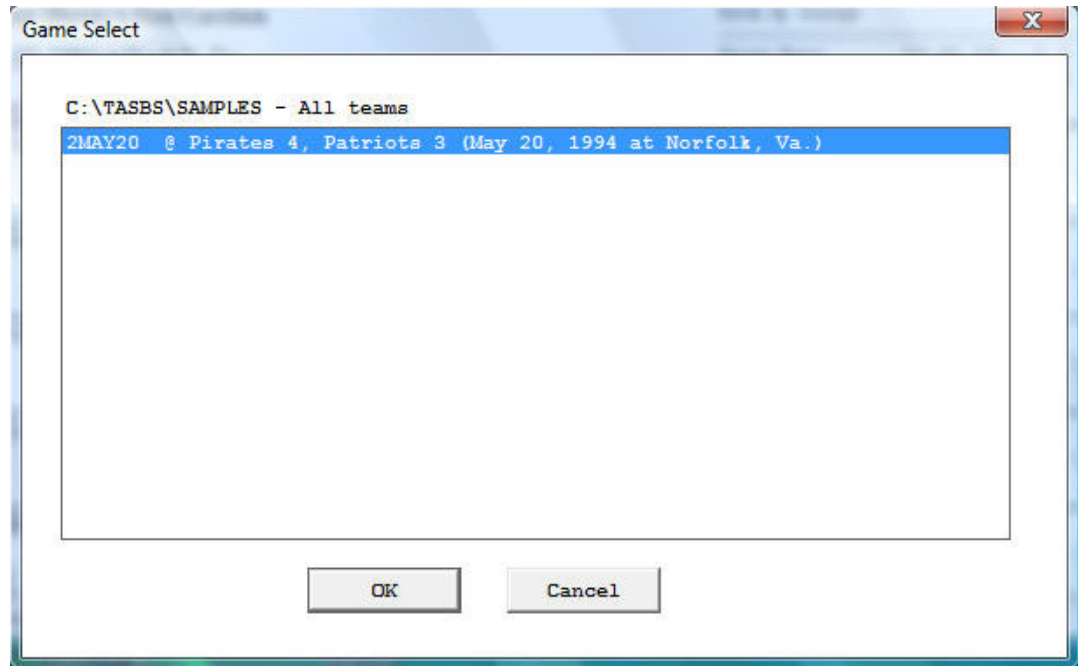 Game Select
C:\TASBS\SAMPLES - All teams
2MAY20 @ Pirates 4, Patriots 3 (May 20, 1994 at Norfolk, Va.)
OK Cancel